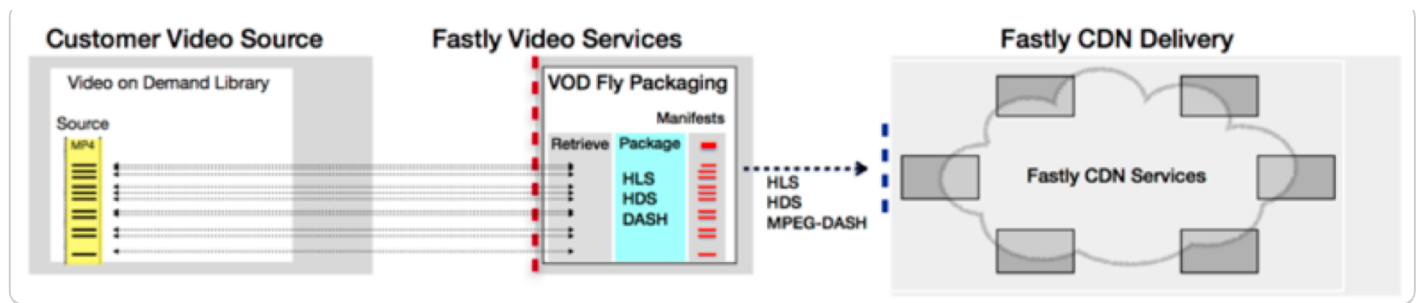 Customer Video Source
Fastly Video Services
Fastly CDN Delivery
Video on Demand Library
Source
MP4
VOD Fly Packaging
Manifests
Retrieve
Package
HLS
HDS
DASH
HLS
HDS
MPEG-DASH
Fastly CDN Services